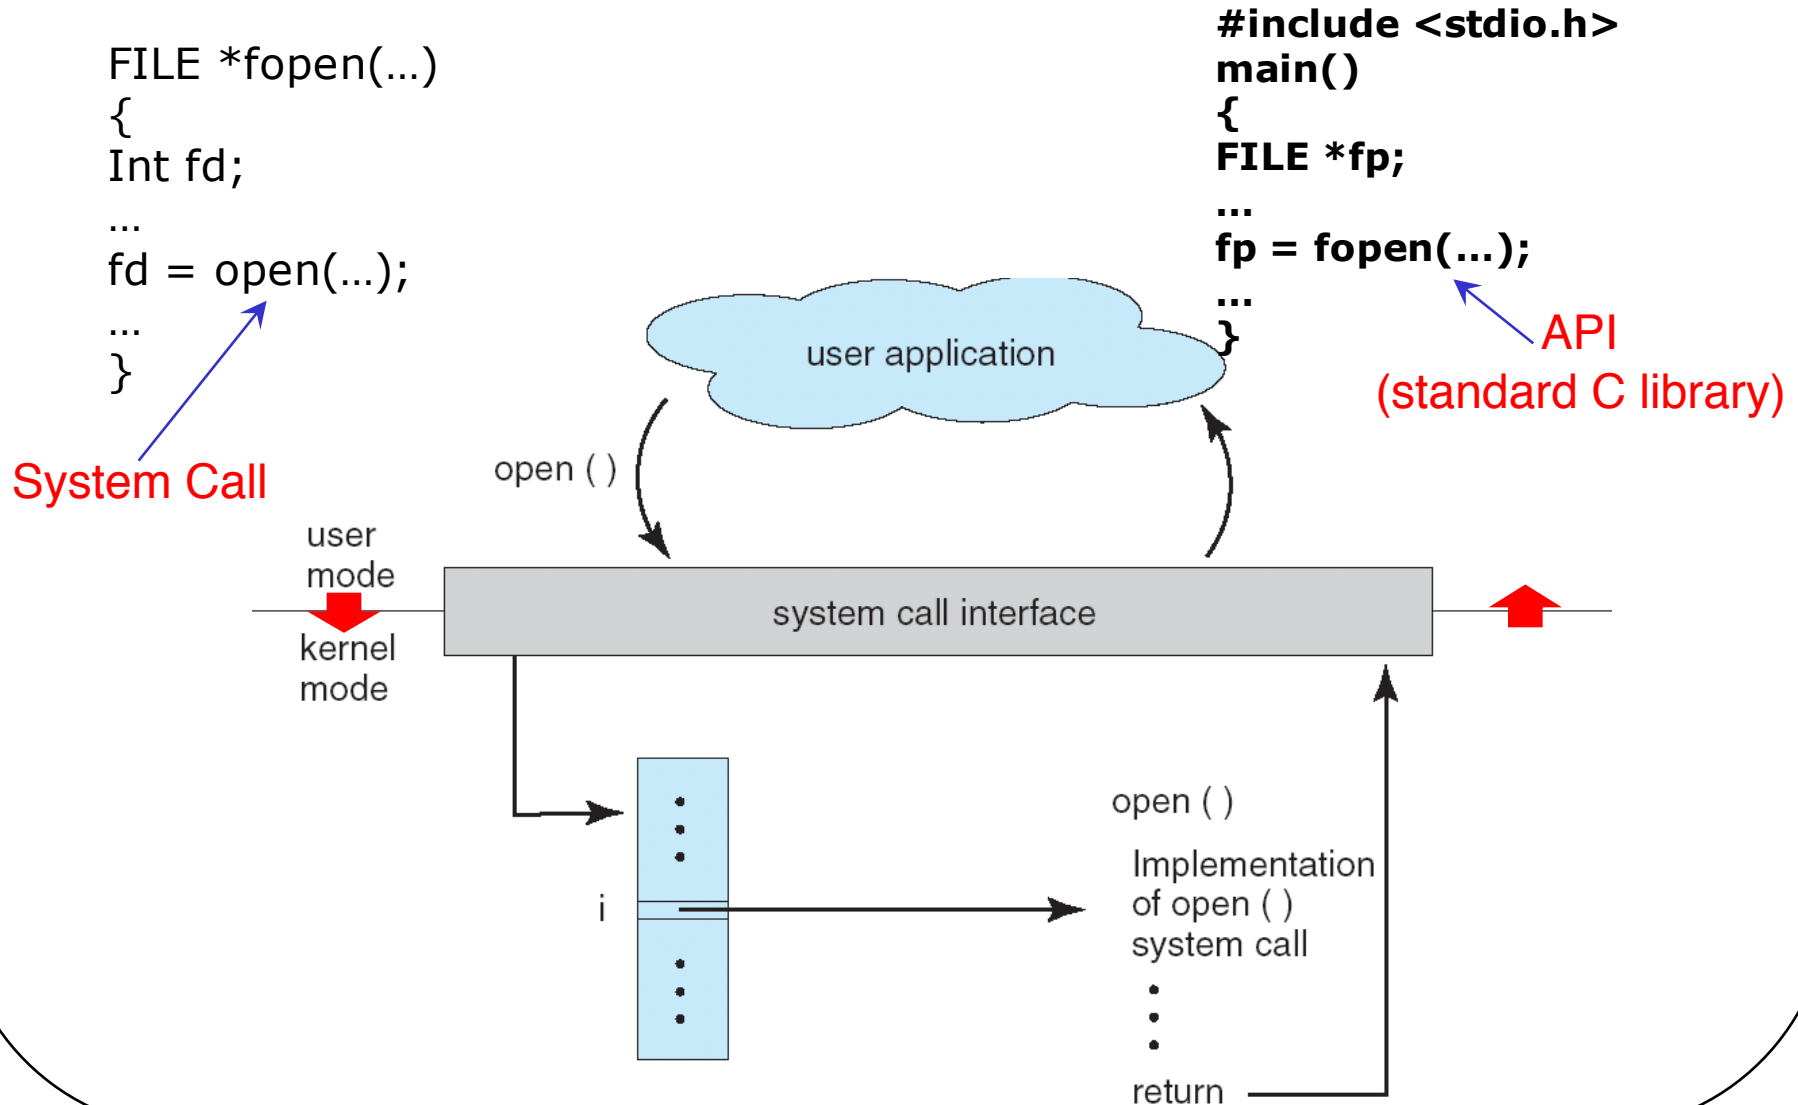 FILE *fopen(...)
{
Int fd;
...
fd = open(...);
...
}
System Call
#include <stdio.h>
main()
{
FILE *fp;
...
fp = fopen(...);
...
}
API
(standard C library)
user application
open ( )
user
mode
kernel
mode
system call interface
i
open ( )
Implementation
of open ( )
system call
return